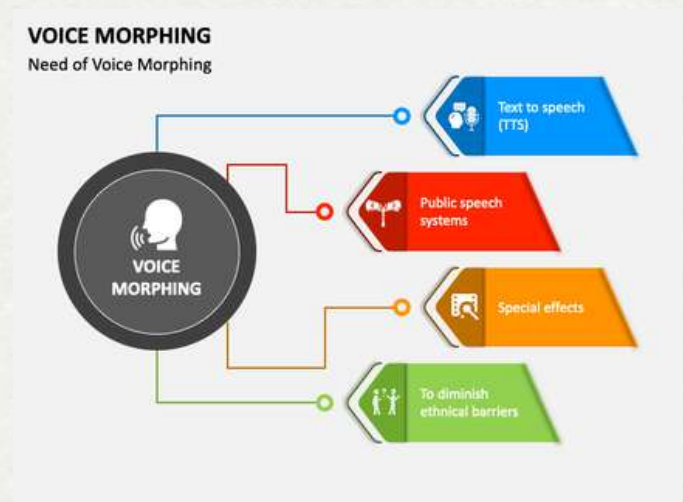 VOICE MORPHING
Need of Voice Morphing
VOICE
MORPHING
Text to speech
(TTS)
Public speech
systems
Special effects
To diminish
ethnical barriers